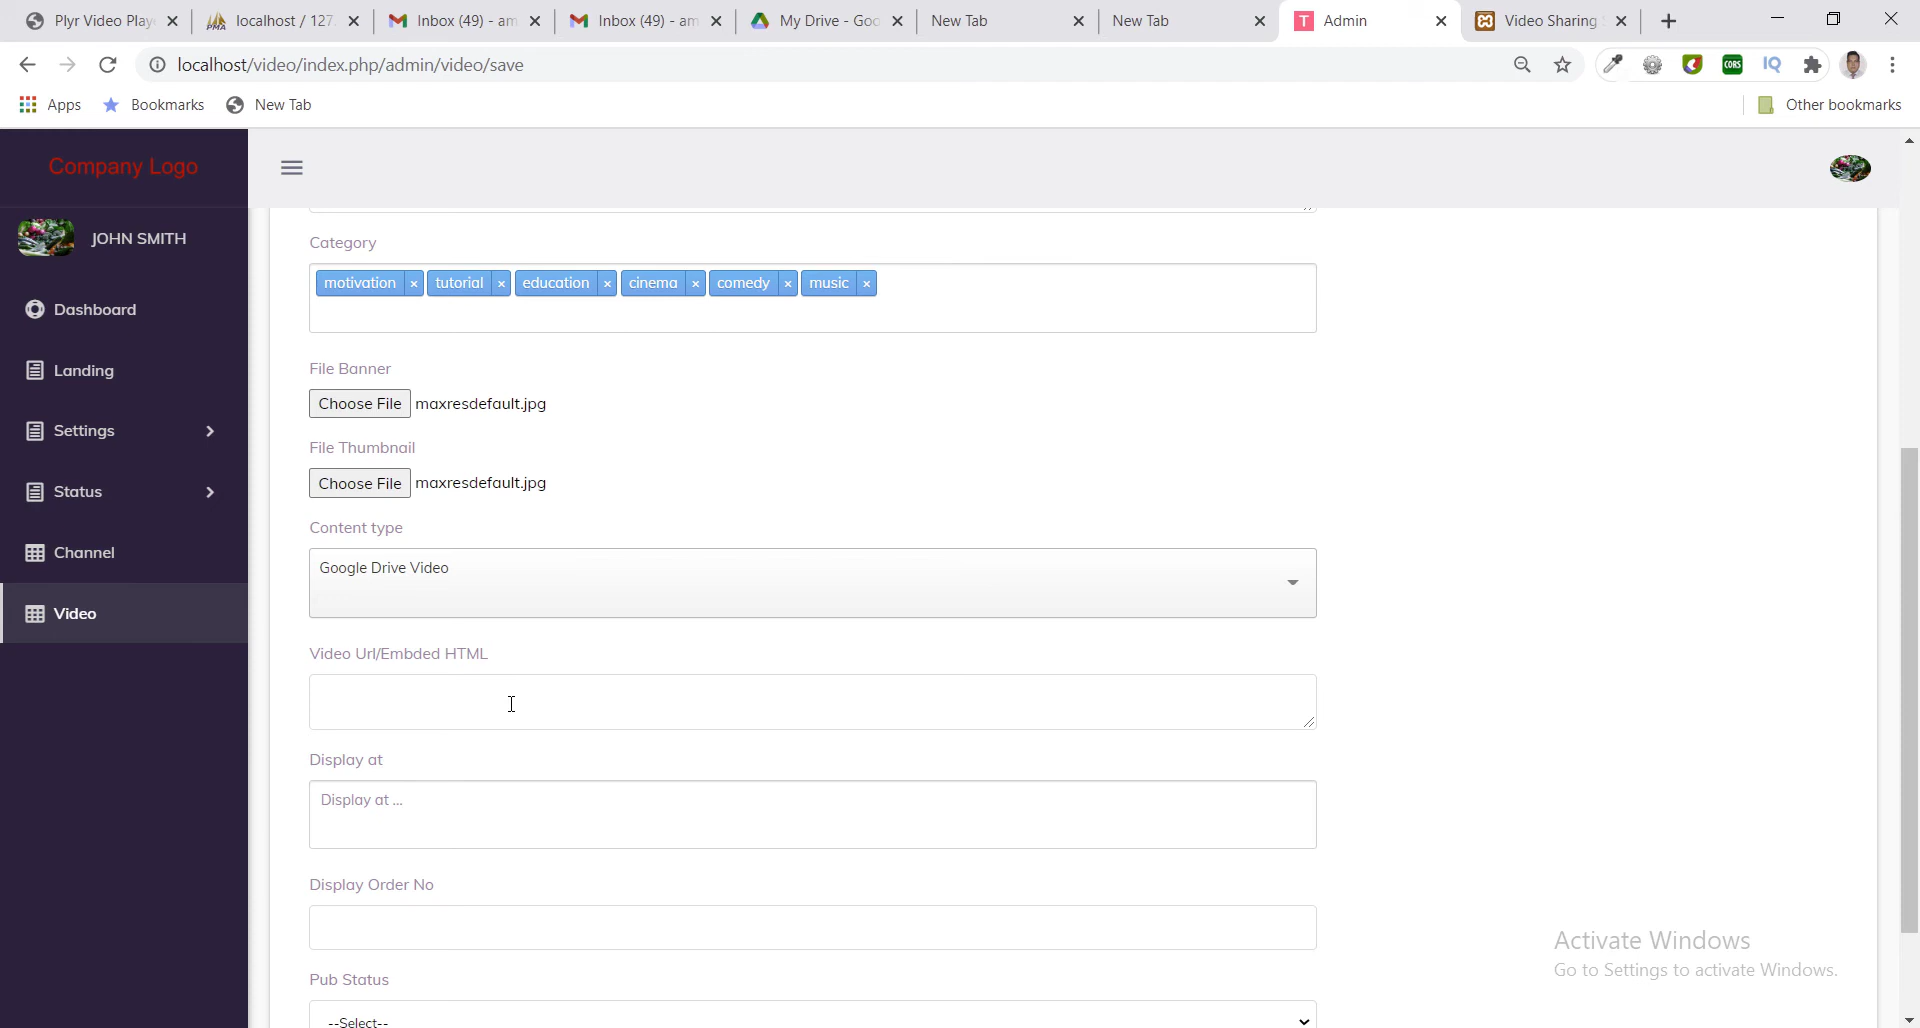 Plyr Video Play
localhost / 127.
Inbox (49) - am
Inbox (49) - am
My Drive - Goo
New Tab
New Tab
Admin
Video Sharing S
localhost/video/index.php/admin/video/save
CORS
IQ
Apps
Bookmarks
New Tab
Other bookmarks
Company Logo
JOHN SMITH
Dashboard
Landing
Settings
Status
Channel
Video
Category
motivation × tutorial × education × cinema × comedy × music ×
File Banner
Choose File maxresdefault.jpg
File Thumbnail
Choose File maxresdefault.jpg
Content type
Google Drive Video
Video Url/Embded HTML
Display at
Display at ...
Display Order No
Pub Status
--Select--
Activate Windows
Go to Settings to activate Windows.